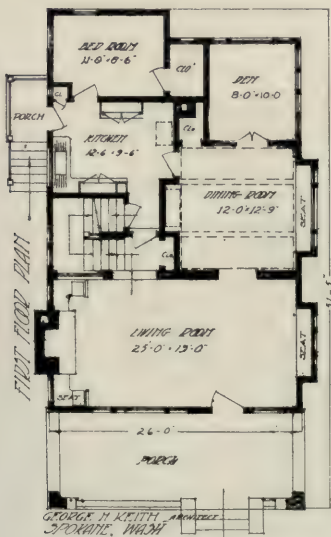 BED ROOM
11-0 × 8-6
CLO
DEN
8-0×10-0
CL
PORCH
KITCHEN
12-6 × 9-6
CLO
DINING ROOM
12-0×12-9
SEAT
CLO
FIRST FLOOR PLAN
LIVING ROOM
25-0 × 13-0
SEAT
SEAT
26-0
PORCH
GEORGE H KEITH ARCHITECT
SPOKANE, WASH